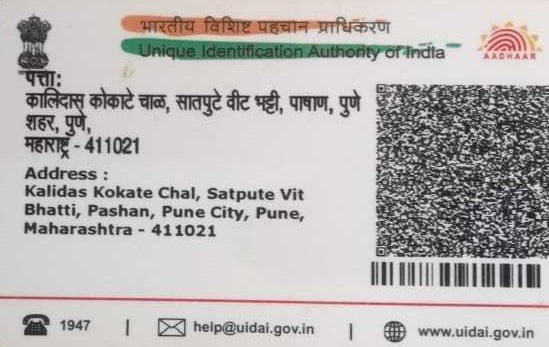 भारतीय विशिष्ट पहचान प्राधिकरण
Unique Identification Authority of India
AADHAAR
पत्ता:
कालिदास कोकाटे चाळ, सातपुटे वीट भट्टी, पाषाण, पुणे
शहर, पुणे,
महाराष्ट्र - 411021
Address :
Kalidas Kokate Chal, Satpute Vit
Bhatti, Pashan, Pune City, Pune,
Maharashtra - 411021
1947 | help@uidai.gov.in | www.uidai.gov.in